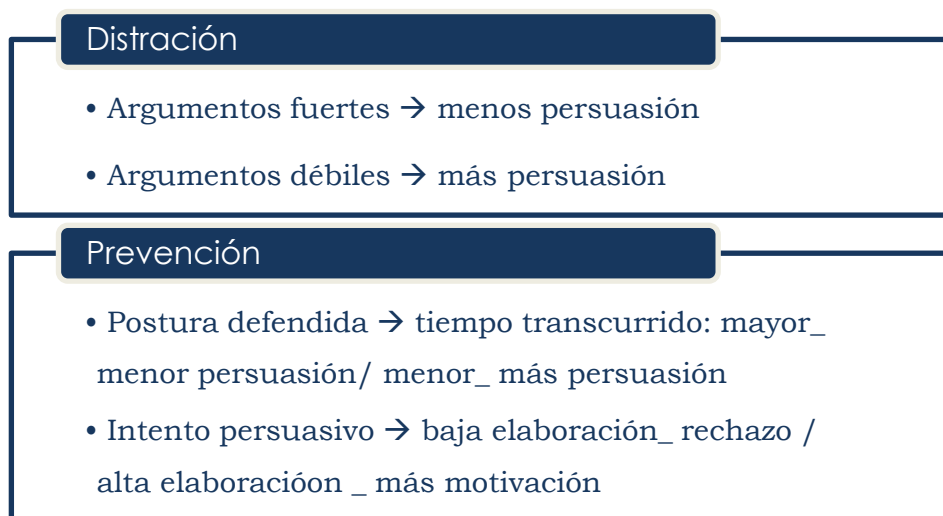 Distración
• Argumentos fuertes → menos persuasión
• Argumentos débiles → más persuasión
Prevención
• Postura defendida → tiempo transcurrido: mayor_
menor persuasión/ menor_ más persuasión
• Intento persuasivo → baja elaboración_ rechazo /
alta elaboracióon _ más motivación